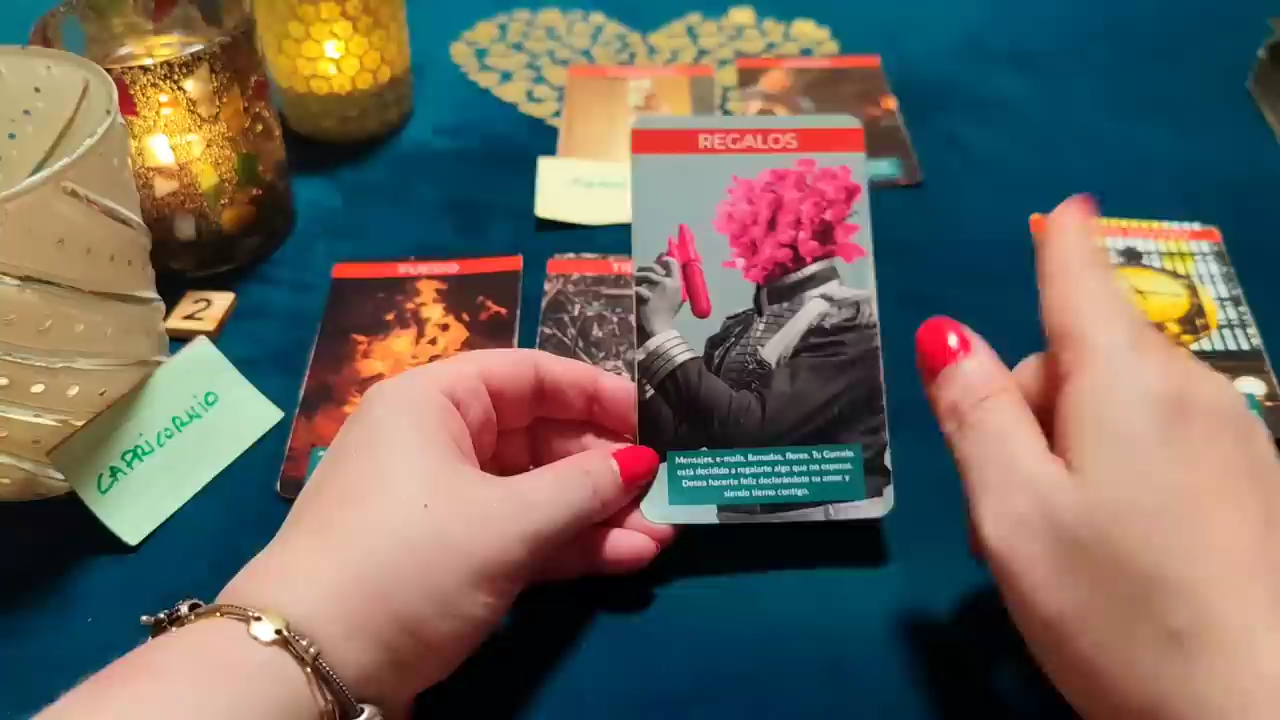 REGALOS
FUEGO
2
CAPRICORNIO
Mensajes, e-mails, llamadas, flores. Tu Gemelo
está decidido a regalarte algo que no esperas.
Desea hacerte feliz declarándote su amor y
siendo tierno contigo.